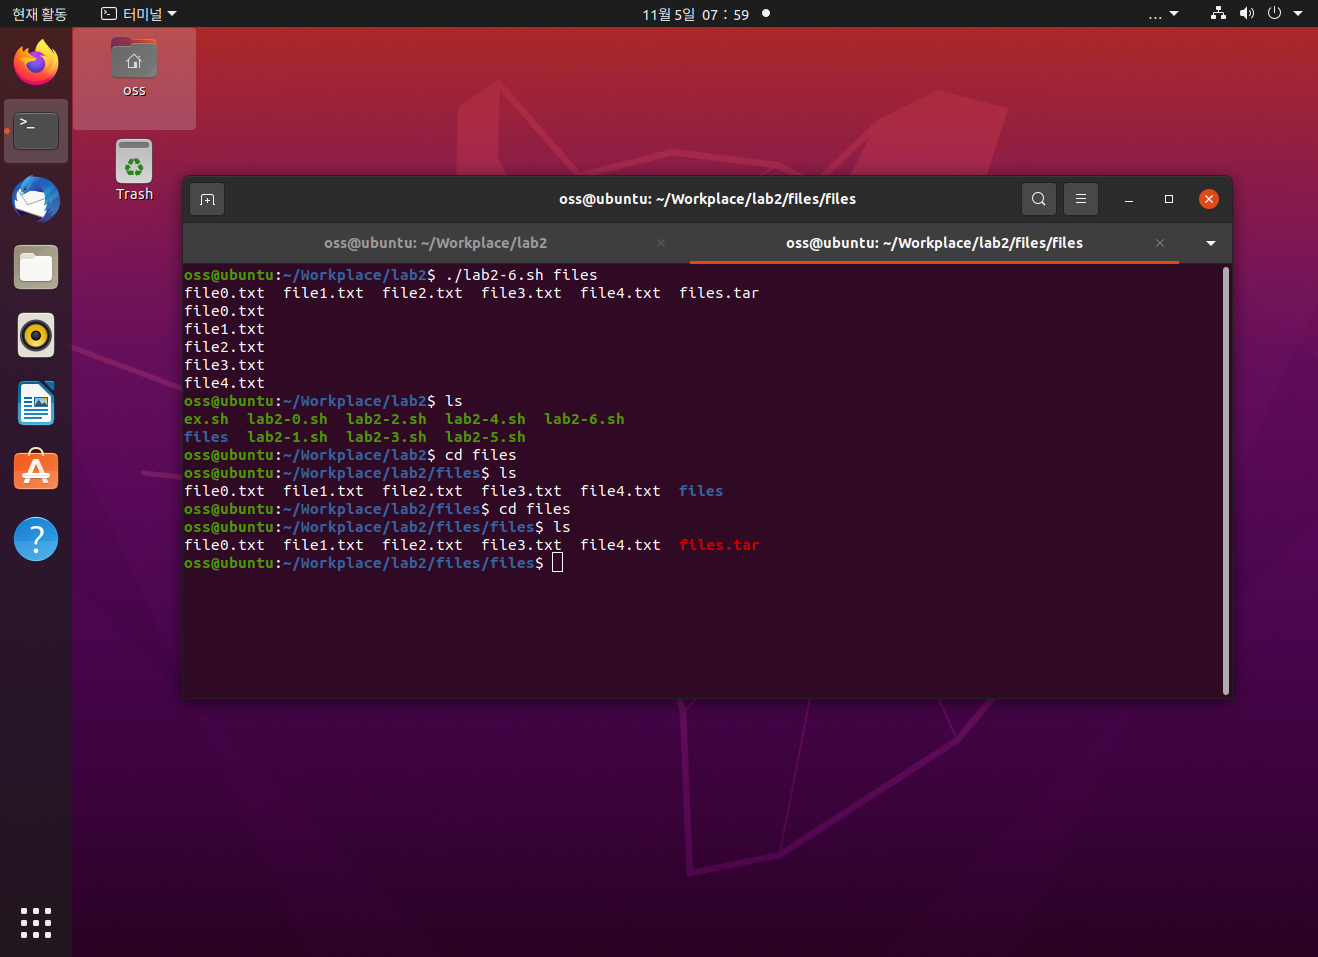 현재 활동
터미널
11월 5일 07 : 59
...
oss
Trash
oss@ubuntu: ~/Workplace/lab2/files/files
oss@ubuntu: ~/Workplace/lab2
oss@ubuntu: ~/Workplace/lab2/files/files
oss@ubuntu:~/Workplace/lab2$ ./lab2-6.sh files
file0.txt  file1.txt  file2.txt  file3.txt  file4.txt  files.tar
file0.txt
file1.txt
file2.txt
file3.txt
file4.txt
oss@ubuntu:~/Workplace/lab2$ ls
ex.sh  lab2-0.sh  lab2-2.sh  lab2-4.sh  lab2-6.sh
files  lab2-1.sh  lab2-3.sh  lab2-5.sh
oss@ubuntu:~/Workplace/lab2$ cd files
oss@ubuntu:~/Workplace/lab2/files$ ls
file0.txt  file1.txt  file2.txt  file3.txt  file4.txt  files
oss@ubuntu:~/Workplace/lab2/files$ cd files
oss@ubuntu:~/Workplace/lab2/files/files$ ls
file0.txt  file1.txt  file2.txt  file3.txt  file4.txt  files.tar
oss@ubuntu:~/Workplace/lab2/files/files$